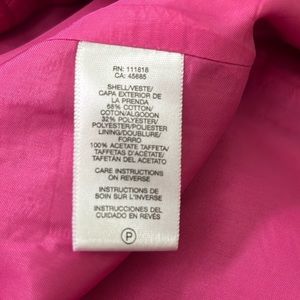 RN: 111818
CA: 45685
SHELL/VESTE/
CAPA EXTERIOR DE
LA PRENDA
68% COTTON/
COTON/ALGODON
32% POLYESTER/
POLYESTER/POLIESTER
LINING/DOUBLURE/
FORRO
100% ACETATE TAFFETA/
TAFFETAS D'ACETATE/
TAFETÁN DEL ACETATO
CARE INSTRUCTIONS
ON REVERSE
INSTRUCTIONS DE
SOIN SUR L'INVERSE
INSTRUCCIONES DEL
CUIDADO EN REVÉS
P